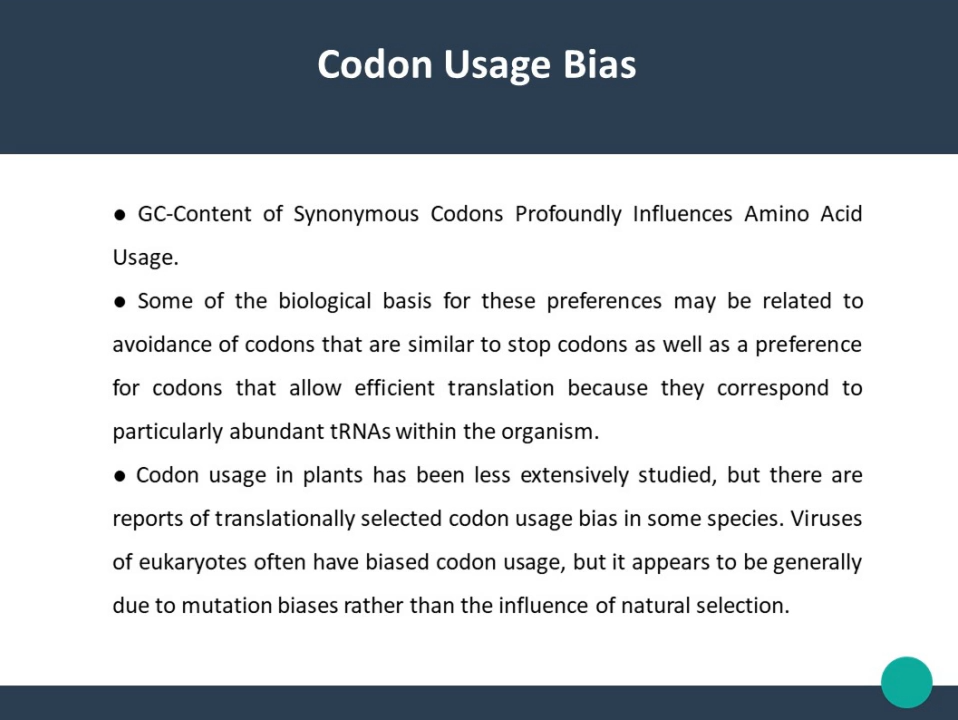 Codon Usage Bias
● GC-Content of Synonymous Codons Profoundly Influences Amino Acid
Usage.
● Some of the biological basis for these preferences may be related to
avoidance of codons that are similar to stop codons as well as a preference
for codons that allow efficient translation because they correspond to
particularly abundant tRNAs within the organism.
● Codon usage in plants has been less extensively studied, but there are
reports of translationally selected codon usage bias in some species. Viruses
of eukaryotes often have biased codon usage, but it appears to be generally
due to mutation biases rather than the influence of natural selection.